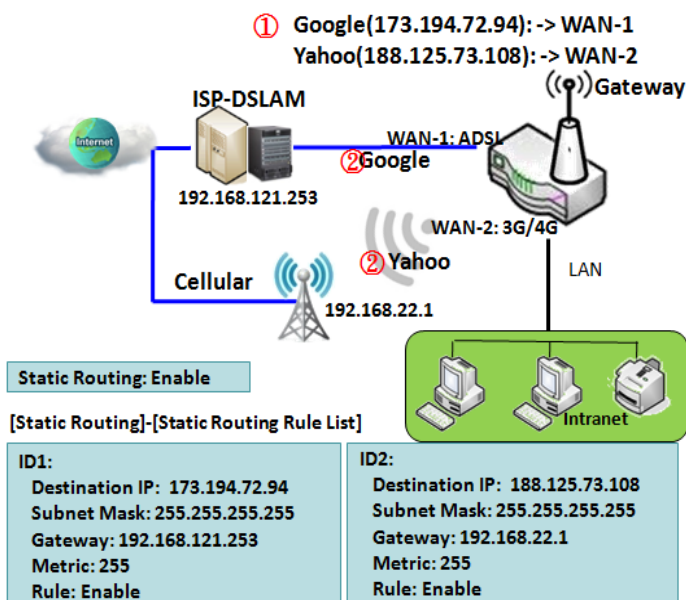 ① Google(173.194.72.94): -> WAN-1
Yahoo(188.125.73.108): -> WAN-2
Gateway
ISP-DSLAM
Internet
WAN-1: ADSL
②Google
192.168.121.253
WAN-2: 3G/4G
② Yahoo
LAN
Cellular
192.168.22.1
Static Routing: Enable
Intranet
[Static Routing]-[Static Routing Rule List]
ID1:
Destination IP: 173.194.72.94
Subnet Mask: 255.255.255.255
Gateway: 192.168.121.253
Metric: 255
Rule: Enable
ID2:
Destination IP: 188.125.73.108
Subnet Mask: 255.255.255.255
Gateway: 192.168.22.1
Metric: 255
Rule: Enable